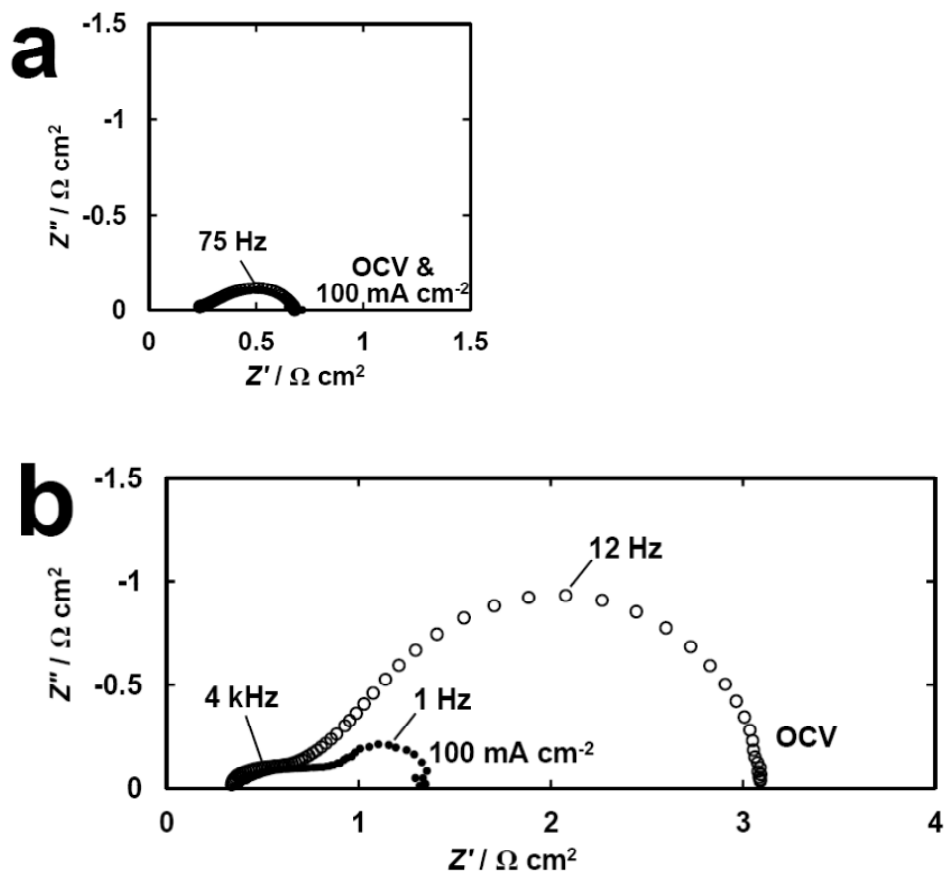 a
-1.5
-1
-0.5
0
Z" / Ω cm²
75 Hz
OCV &
100 mA cm⁻²
0 0.5 1 1.5
Z' / Ω cm²
b
-1.5
-1
-0.5
0
Z" / Ω cm²
12 Hz
4 kHz
1 Hz
100 mA cm⁻²
OCV
0 1 2 3 4
Z' / Ω cm²